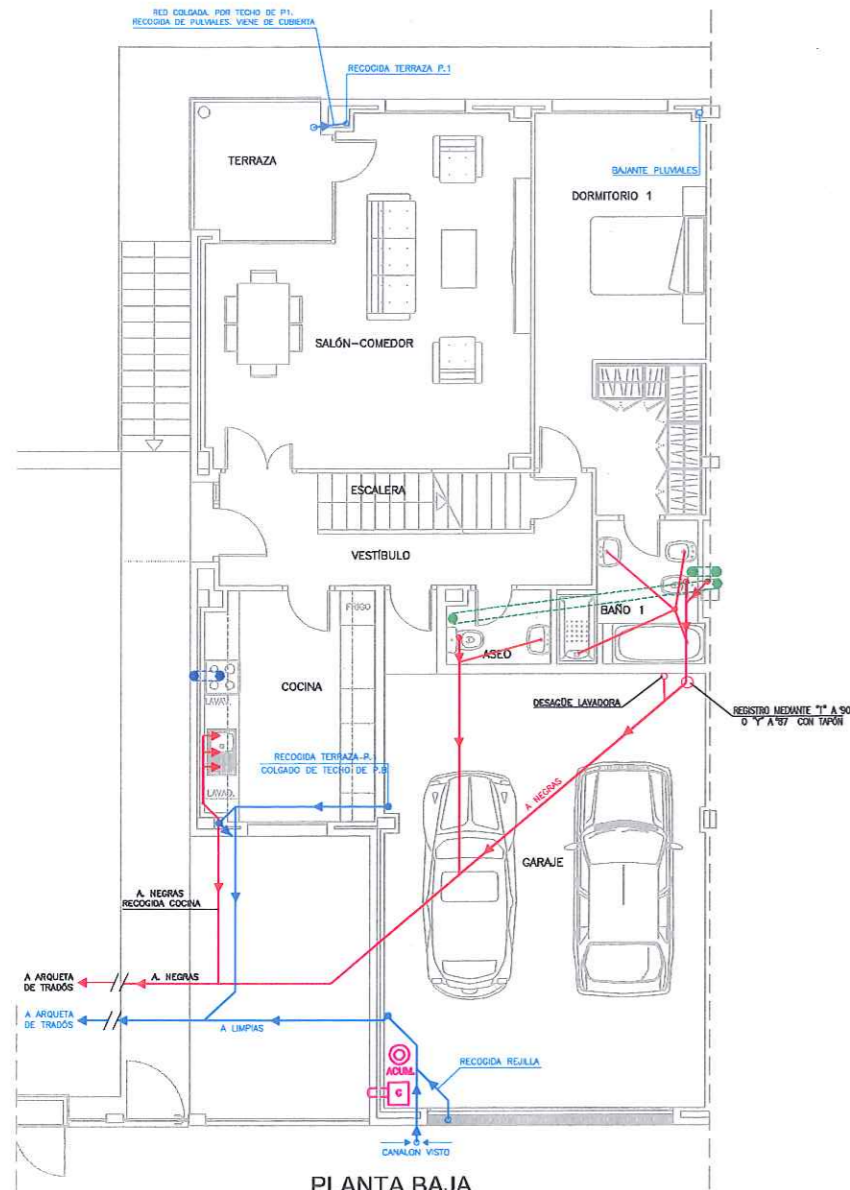 RED COLGADA, POR TECHO DE P1.
RECOGIDA DE PULVIALES. VIENE DE CUBIERTA
RECOGIDA TERRAZA P.1
TERRAZA
BAJANTE PLUVIALES
DORMITORIO 1
SALÓN-COMEDOR
ESCALERA
VESTÍBULO
FRIGO
BAÑO 1
ASEO
COCINA
LAVAV.
DESAGÜE LAVADORA
REGISTRO MEDIANTE "T" A 90
O "Y" A 87 CON TAPÓN
RECOGIDA TERRAZA-P.1
COLGADO DE TECHO DE P.B
LAVAD.
A NEGRAS
GARAJE
A. NEGRAS
RECOGIDA COCINA
A ARQUETA
DE TRADÓS
A. NEGRAS
A ARQUETA
DE TRADÓS
A LIMPIAS
ACUM.
RECOGIDA REJILLA
C
CANALON VISTO
PLANTA BAJA